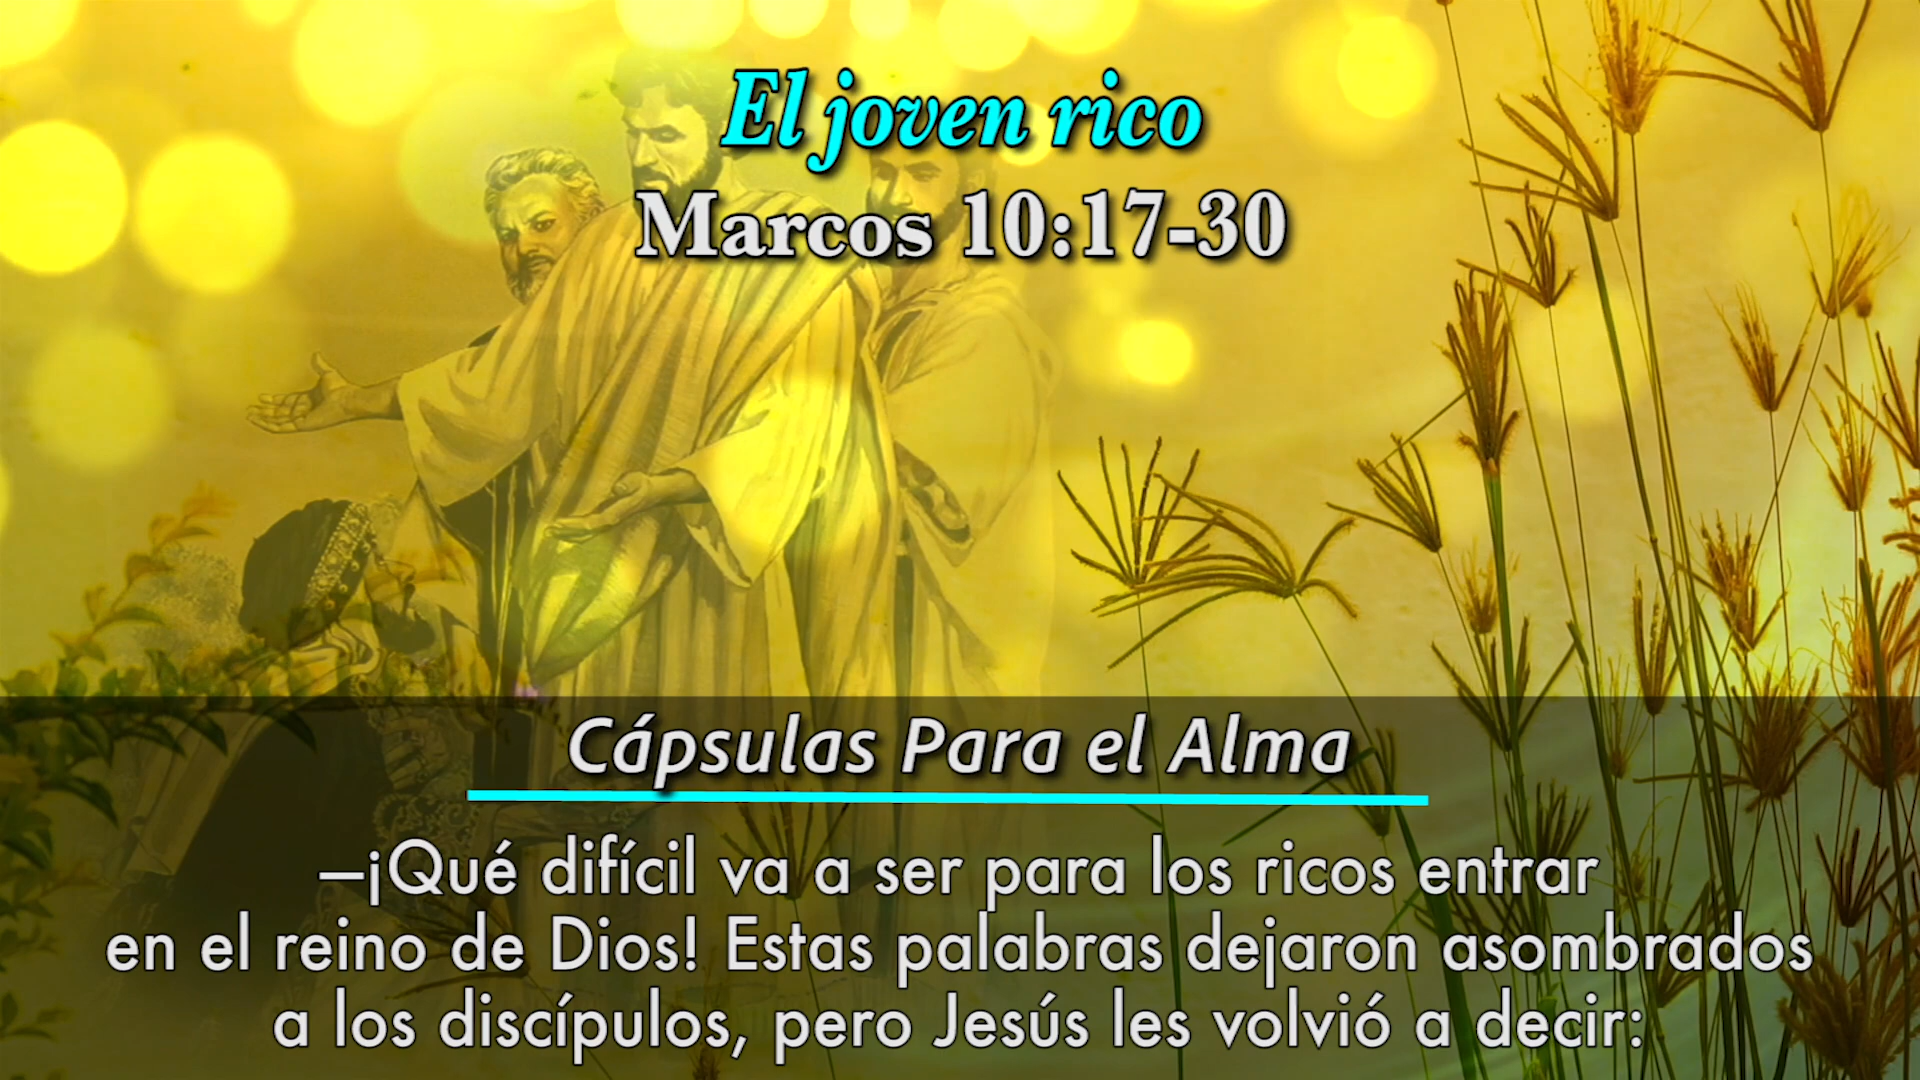 El joven rico
Marcos 10:17-30
Cápsulas Para el Alma
–¡Qué difícil va a ser para los ricos entrar
en el reino de Dios! Estas palabras dejaron asombrados
a los discípulos, pero Jesús les volvió a decir: